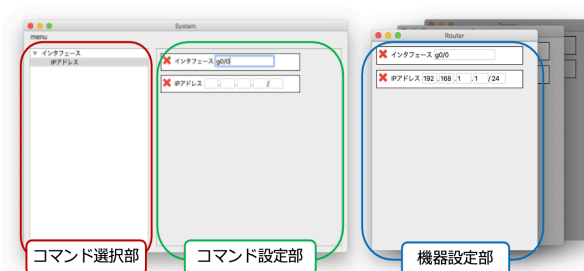 System
menu
▼ インタフェース
IPアドレス
✖ インタフェース g0/0
✖ IPアドレス . . . /
Router
✖ インタフェース g0/0
✖ IPアドレス 192 .168 .1 .1 /24
コマンド選択部
コマンド設定部
機器設定部